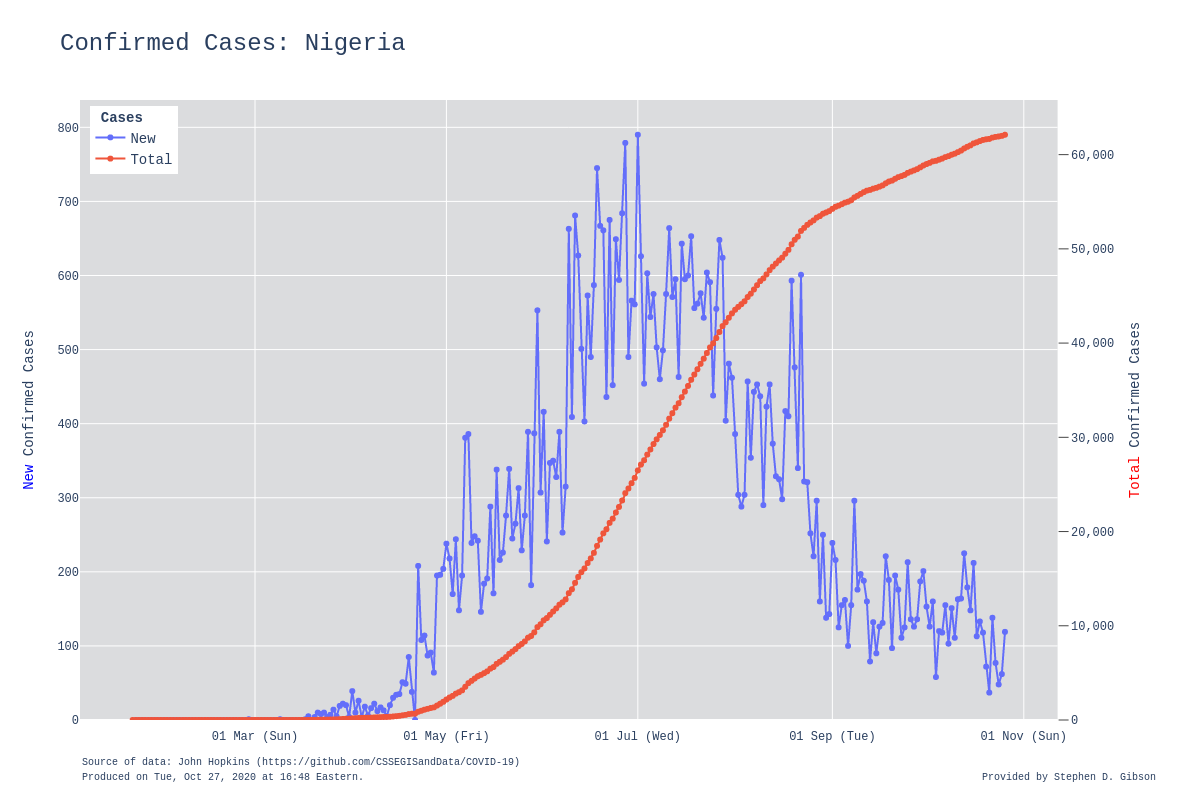 Confirmed Cases: Nigeria
Cases
New
Total
800
700
600
500
400
300
200
100
0
60,000
50,000
40,000
30,000
20,000
10,000
0
New Confirmed Cases
Total Confirmed Cases
01 Mar (Sun)
01 May (Fri)
01 Jul (Wed)
01 Sep (Tue)
01 Nov (Sun)
Source of data: John Hopkins (https://github.com/CSSEGISandData/COVID-19)
Produced on Tue, Oct 27, 2020 at 16:48 Eastern.
Provided by Stephen D. Gibson